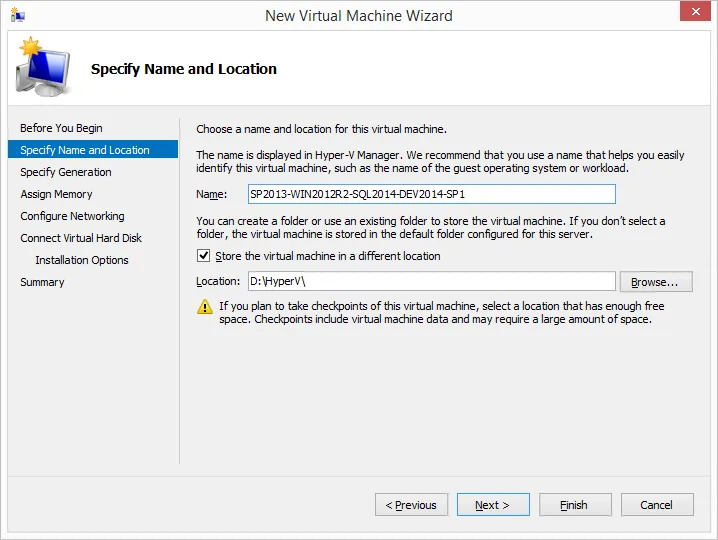 New Virtual Machine Wizard
Specify Name and Location
Before You Begin
Specify Name and Location
Specify Generation
Assign Memory
Configure Networking
Connect Virtual Hard Disk
Installation Options
Summary
Choose a name and location for this virtual machine.
The name is displayed in Hyper-V Manager. We recommend that you use a name that helps you easily
identify this virtual machine, such as the name of the guest operating system or workload.
Name: SP2013-WIN2012R2-SQL2014-DEV2014-SP1
You can create a folder or use an existing folder to store the virtual machine. If you don't select a
folder, the virtual machine is stored in the default folder configured for this server.
Store the virtual machine in a different location
Location: D:\HyperV\ Browse...
If you plan to take checkpoints of this virtual machine, select a location that has enough free
space. Checkpoints include virtual machine data and may require a large amount of space.
< Previous Next > Finish Cancel